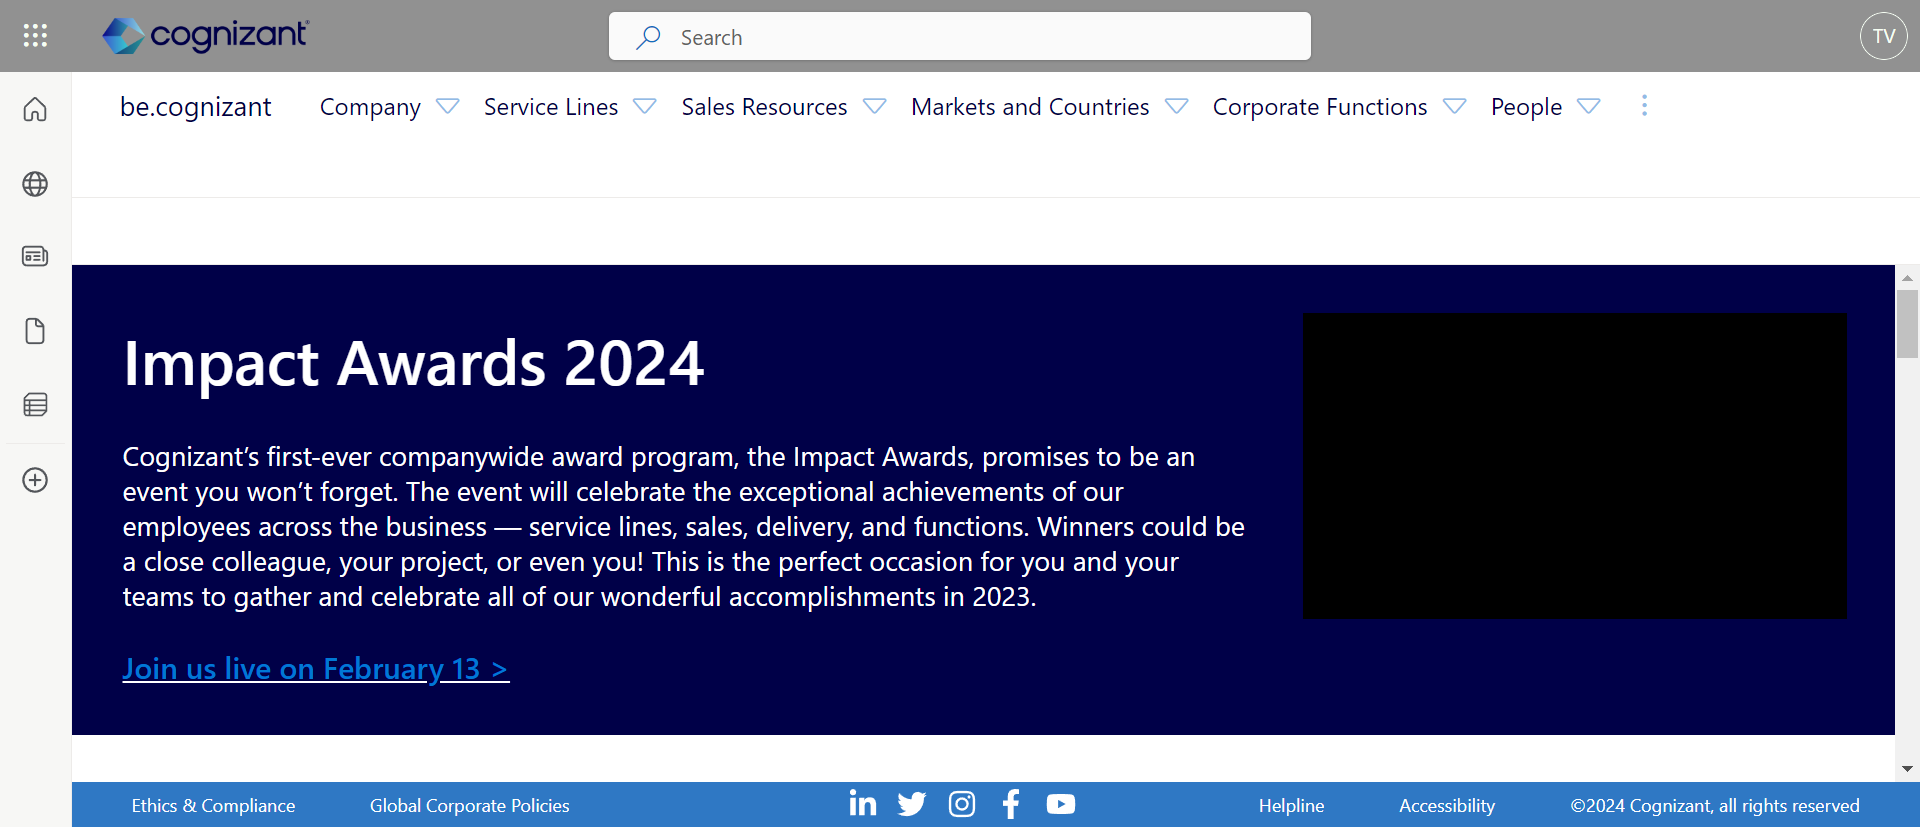 cognizant
Search
TV
be.cognizant
Company
Service Lines
Sales Resources
Markets and Countries
Corporate Functions
People
Impact Awards 2024
Cognizant’s first-ever companywide award program, the Impact Awards, promises to be an
event you won’t forget. The event will celebrate the exceptional achievements of our
employees across the business — service lines, sales, delivery, and functions. Winners could be
a close colleague, your project, or even you! This is the perfect occasion for you and your
teams to gather and celebrate all of our wonderful accomplishments in 2023.
Join us live on February 13 >
Ethics & Compliance
Global Corporate Policies
Helpline
Accessibility
©2024 Cognizant, all rights reserved